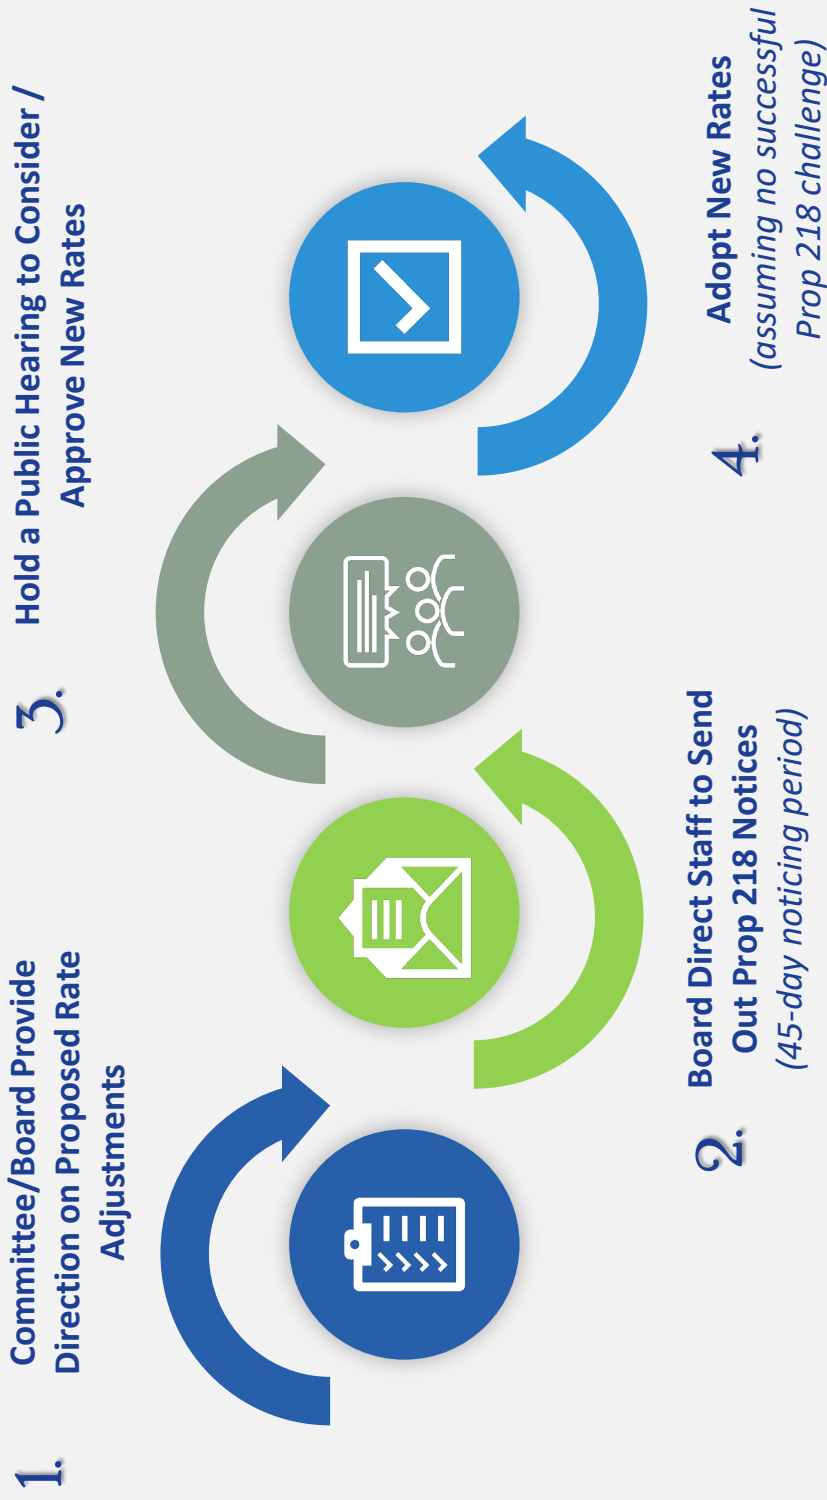 1.
Committee/Board Provide
Direction on Proposed Rate
Adjustments
2.
Board Direct Staff to Send
Out Prop 218 Notices
(45-day noticing period)
3.
Hold a Public Hearing to Consider /
Approve New Rates
4.
Adopt New Rates
(assuming no successful
Prop 218 challenge)